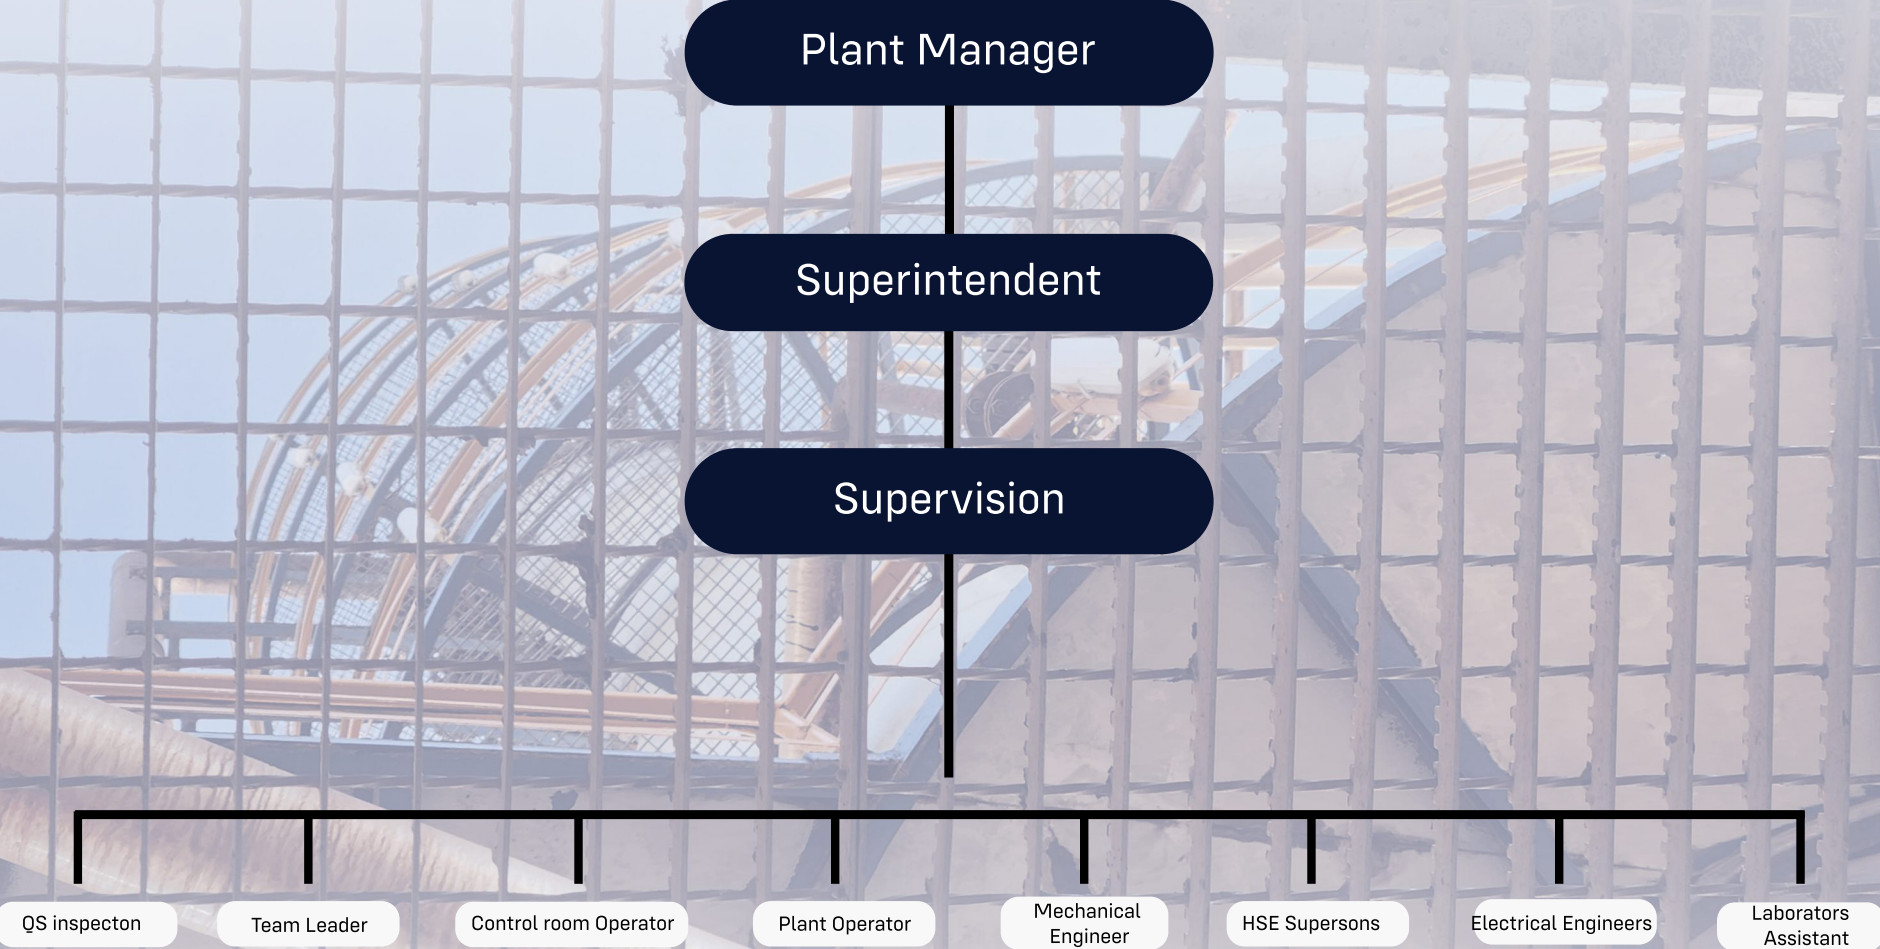 Plant Manager
Superintendent
Supervision
QS inspecton
Team Leader
Control room Operator
Plant Operator
Mechanical
Engineer
HSE Supersons
Electrical Engineers
Laborators
Assistant